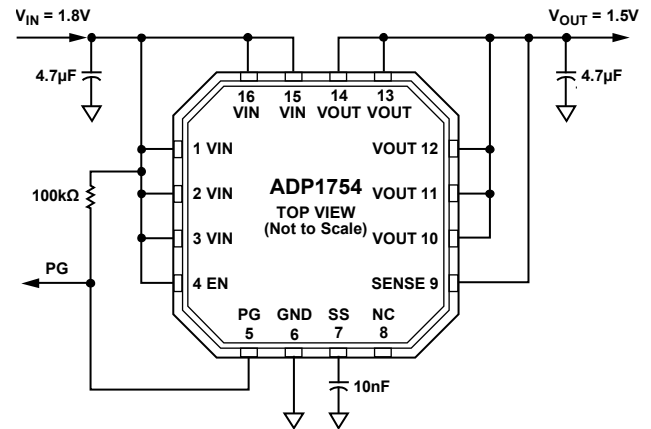 VIN = 1.8V
VOUT = 1.5V
4.7µF
4.7µF
16 VIN
15 VIN
14 VOUT
13 VOUT
1 VIN
VOUT 12
ADP1754
TOP VIEW
(Not to Scale)
100kΩ
2 VIN
VOUT 11
3 VIN
VOUT 10
PG
4 EN
SENSE 9
PG 5
GND 6
SS 7
NC 8
10nF